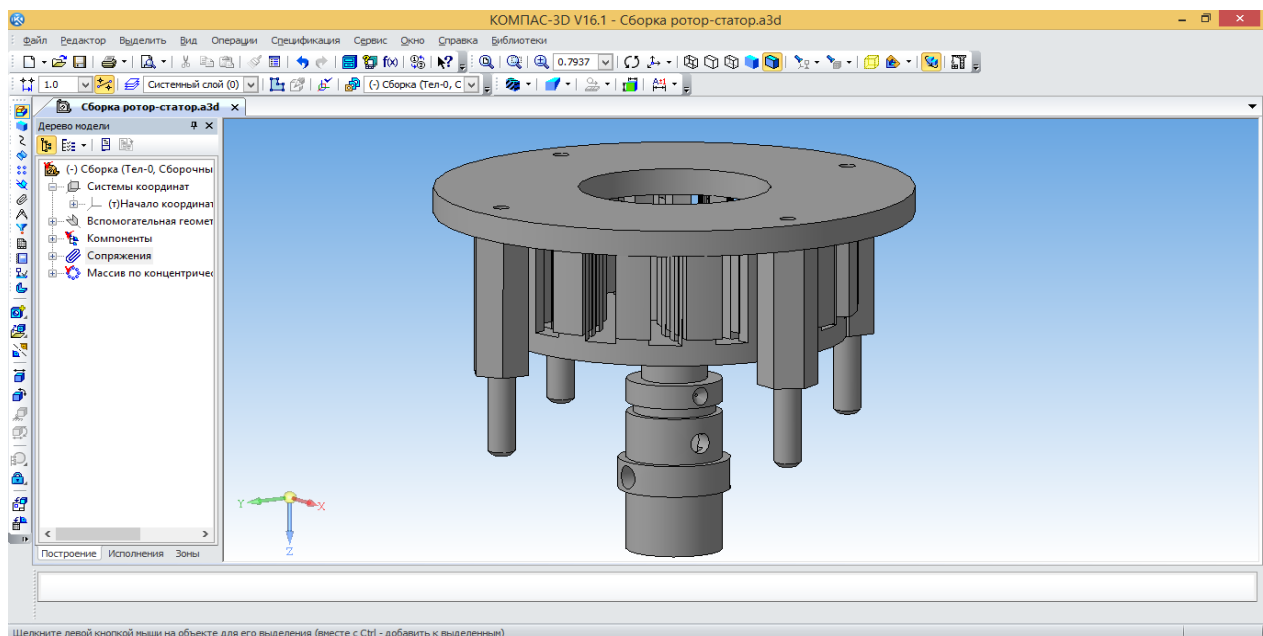 КОМПАС-3D V16.1 - Сборка ротор-статор.a3d
Файл Редактор Выделить Вид Операции Спецификация Сервис Окно Справка Библиотеки
0.7937
1.0 Системный слой (0) (-) Сборка (Тел-0, С
Сборка ротор-статор.a3d
Дерево модели
(-) Сборка (Тел-0, Сборочны
Системы координат
(т)Начало координат
Вспомогательная геомет
Компоненты
Сопряжения
Массив по концентричес
Y X
Z
Построение Исполнения Зоны
Щелкните левой кнопкой мыши на объекте для его выделения (вместе с Ctrl - добавить к выделенным)